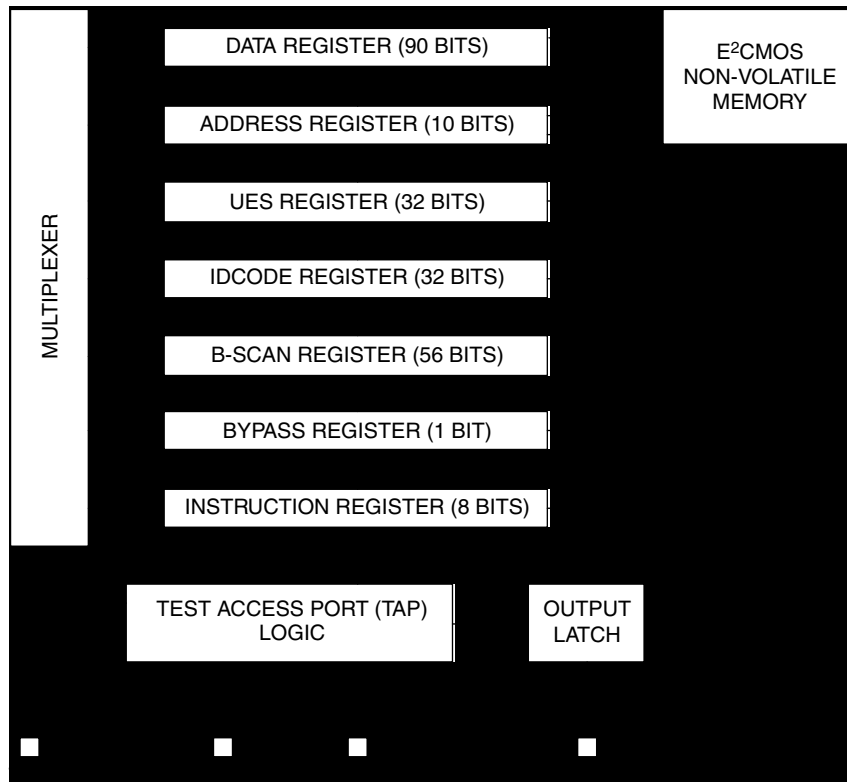 DATA REGISTER (90 BITS)
E²CMOS
NON-VOLATILE
MEMORY
ADDRESS REGISTER (10 BITS)
UES REGISTER (32 BITS)
MULTIPLEXER
IDCODE REGISTER (32 BITS)
B-SCAN REGISTER (56 BITS)
BYPASS REGISTER (1 BIT)
INSTRUCTION REGISTER (8 BITS)
TEST ACCESS PORT (TAP)
LOGIC
OUTPUT
LATCH